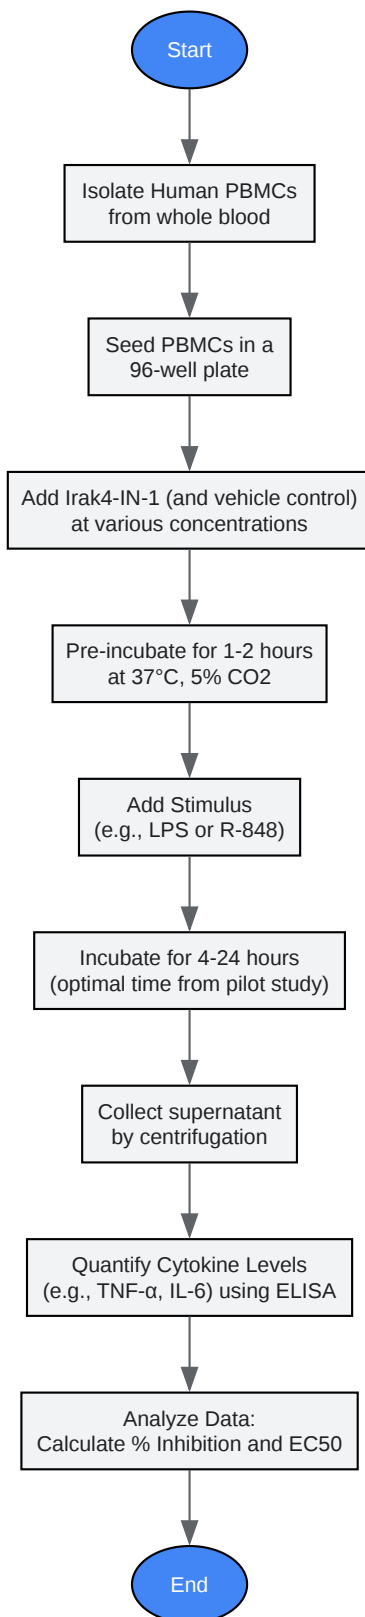 Start
Isolate Human PBMCs
from whole blood
Seed PBMCs in a
96-well plate
Add Irak4-IN-1 (and vehicle control)
at various concentrations
Pre-incubate for 1-2 hours
at 37°C, 5% CO2
Add Stimulus
(e.g., LPS or R-848)
Incubate for 4-24 hours
(optimal time from pilot study)
Collect supernatant
by centrifugation
Quantify Cytokine Levels
(e.g., TNF-α, IL-6) using ELISA
Analyze Data:
Calculate % Inhibition and EC50
End